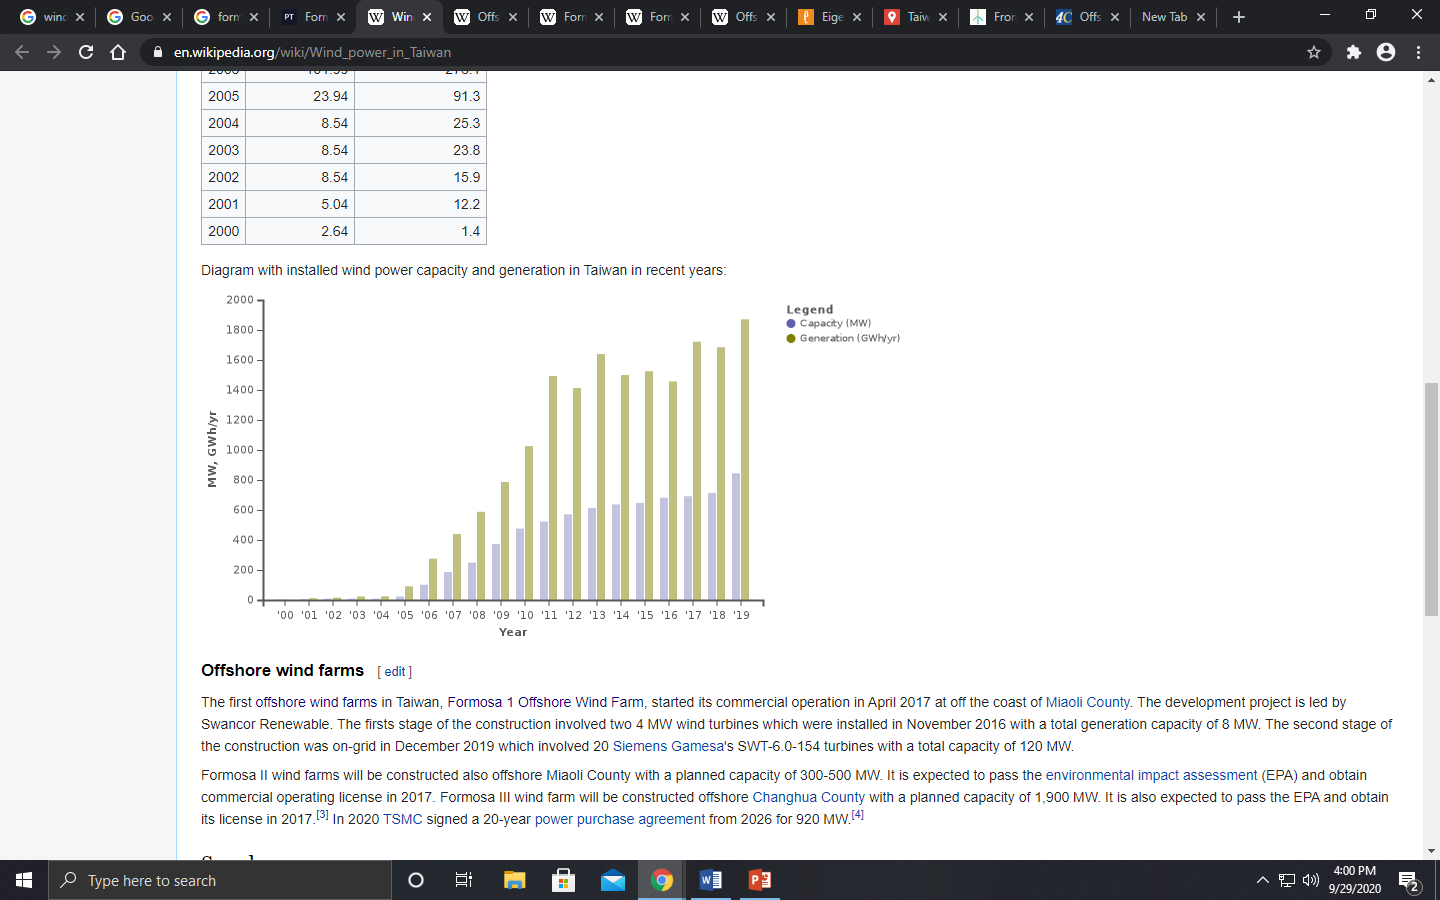 winc Goo form Forn Win Offs Forn Forn Offs Eige Taiw Fron Offs New Tab
en.wikipedia.org/wiki/Wind_power_in_Taiwan
2005 23.94 91.3
2004 8.54 25.3
2003 8.54 23.8
2002 8.54 15.9
2001 5.04 12.2
2000 2.64 1.4
Diagram with installed wind power capacity and generation in Taiwan in recent years:
2000
1800
1600
1400
1200
1000
800
600
400
200
0
MW, GWh/yr
'00 '01 '02 '03 '04 '05 '06 '07 '08 '09 '10 '11 '12 '13 '14 '15 '16 '17 '18 '19
Year
Legend
Capacity (MW)
Generation (GWh/yr)
Offshore wind farms [ edit ]
The first offshore wind farms in Taiwan, Formosa 1 Offshore Wind Farm, started its commercial operation in April 2017 at off the coast of Miaoli County. The development project is led by
Swancor Renewable. The firsts stage of the construction involved two 4 MW wind turbines which were installed in November 2016 with a total generation capacity of 8 MW. The second stage of
the construction was on-grid in December 2019 which involved 20 Siemens Gamesa's SWT-6.0-154 turbines with a total capacity of 120 MW.
Formosa II wind farms will be constructed also offshore Miaoli County with a planned capacity of 300-500 MW. It is expected to pass the environmental impact assessment (EPA) and obtain
commercial operating license in 2017. Formosa III wind farm will be constructed offshore Changhua County with a planned capacity of 1,900 MW. It is also expected to pass the EPA and obtain
its license in 2017.[3] In 2020 TSMC signed a 20-year power purchase agreement from 2026 for 920 MW.[4]
Type here to search
4:00 PM
9/29/2020
2